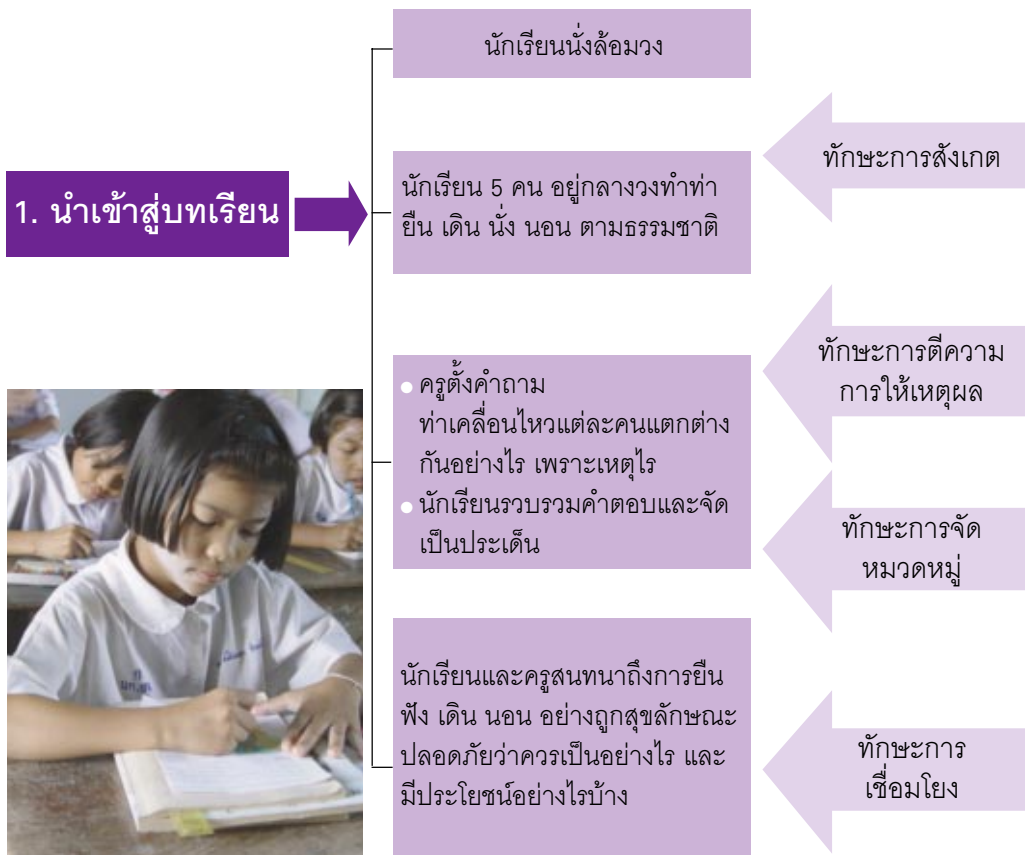 นักเรียนนั่งล้อมวง
1. นำเข้าสู่บทเรียน
นักเรียน 5 คน อยู่กลางวงทำท่า
ยืน เดิน นั่ง นอน ตามธรรมชาติ
ทักษะการสังเกต
● ครูตั้งคำถาม
ท่าเคลื่อนไหวแต่ละคนแตกต่าง
กันอย่างไร เพราะเหตุไร
● นักเรียนรวบรวมคำตอบและจัด
เป็นประเด็น
ทักษะการตีความ
การให้เหตุผล
ทักษะการจัด
หมวดหมู่
นักเรียนและครูสนทนาถึงการยืน
ฟัง เดิน นอน อย่างถูกสุขลักษณะ
ปลอดภัยว่าควรเป็นอย่างไร และ
มีประโยชน์อย่างไรบ้าง
ทักษะการ
เชื่อมโยง